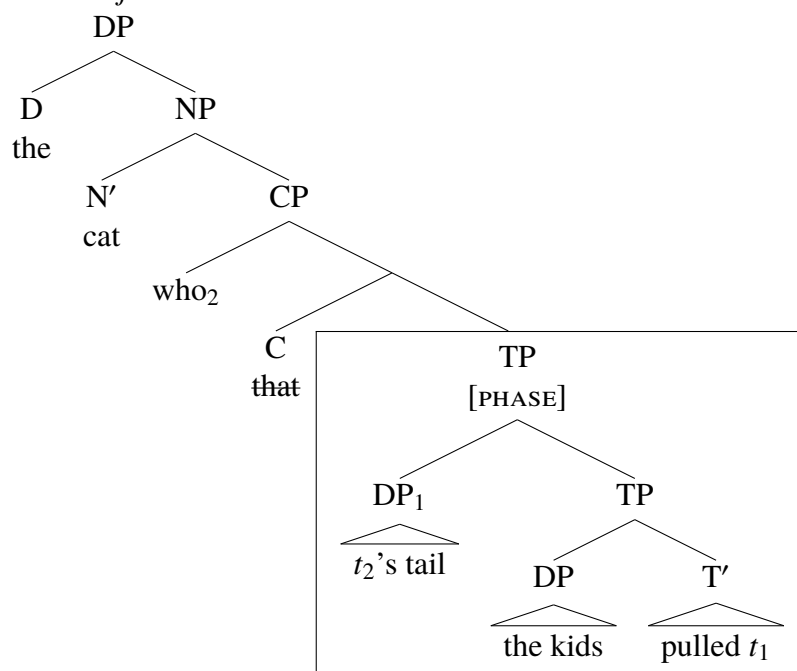 DP
D NP
the
N′ CP
cat
who₂
C TP
~~that~~ [PHASE]
DP₁ TP
t₂'s tail
DP T′
the kids pulled t₁